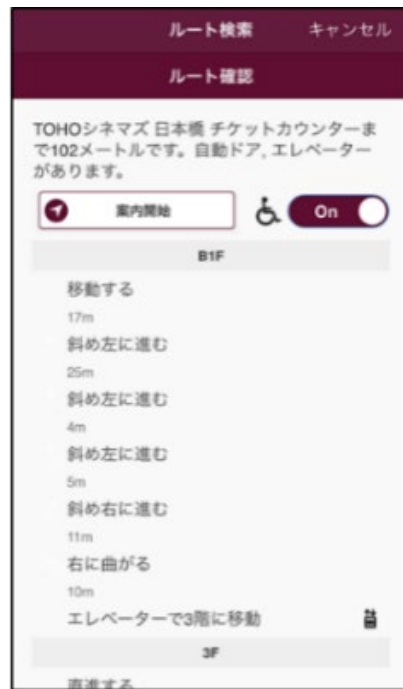 ルート検索 キャンセル
ルート確認
TOHOシネマズ 日本橋 チケットカウンターま
で102メートルです。自動ドア, エレベーター
があります。
案内開始 On
B1F
移動する
17m
斜め左に進む
25m
斜め左に進む
4m
斜め左に進む
5m
斜め右に進む
11m
右に曲がる
10m
エレベーターで3階に移動
3F
直進する